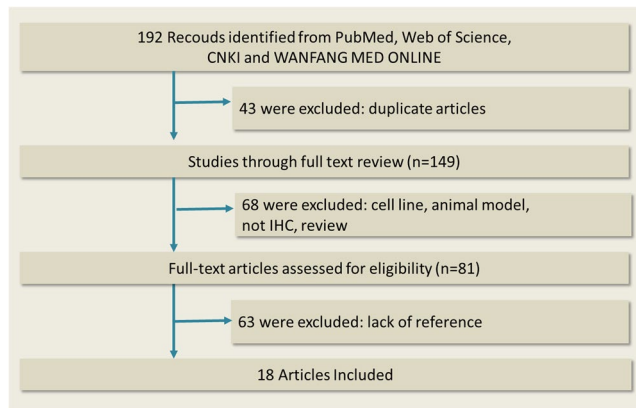 192 Recouds identified from PubMed, Web of Science,
CNKI and WANFANG MED ONLINE
43 were excluded: duplicate articles
Studies through full text review (n=149)
68 were excluded: cell line, animal model,
not IHC, review
Full-text articles assessed for eligibility (n=81)
63 were excluded: lack of reference
18 Articles Included